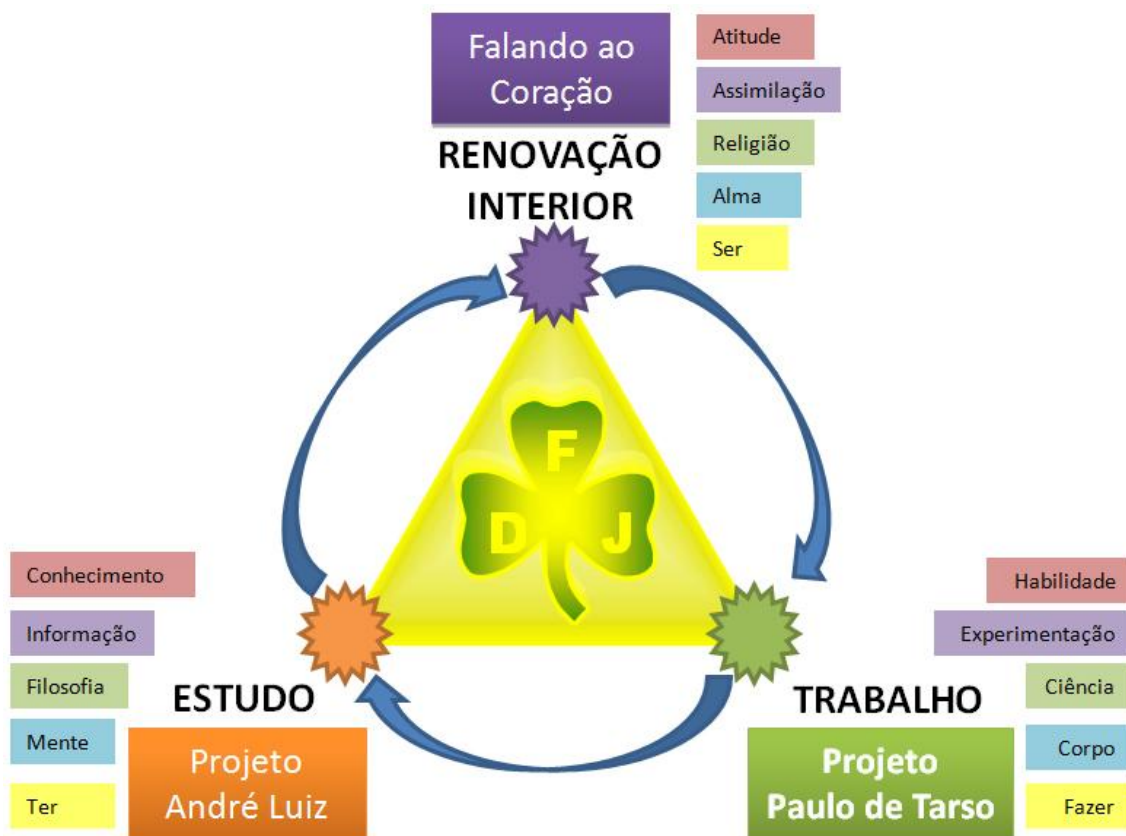 Falando ao
Coração
RENOVAÇÃO
INTERIOR
Atitude
Assimilação
Religião
Alma
Ser
F
D J
Conhecimento
Informação
Filosofia
Mente
Ter
ESTUDO
Projeto
André Luiz
TRABALHO
Projeto
Paulo de Tarso
Habilidade
Experimentação
Ciência
Corpo
Fazer